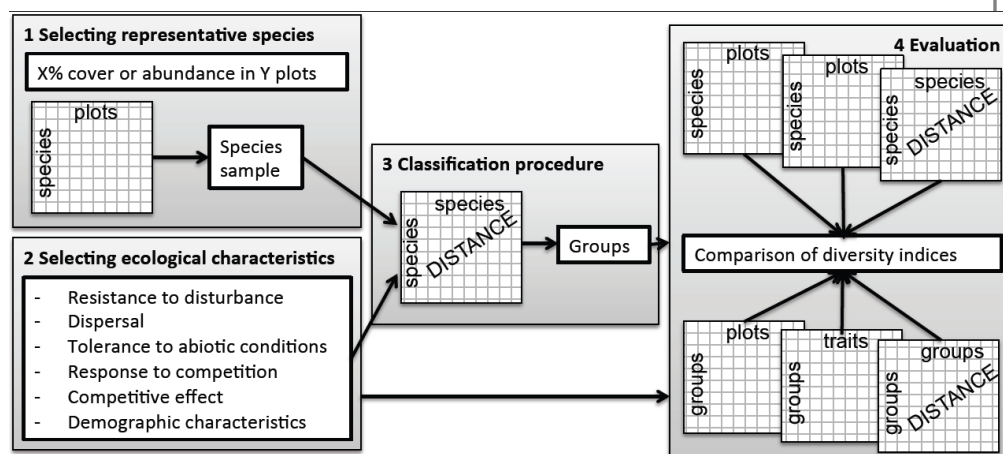 1 Selecting representative species
X% cover or abundance in Y plots
plots
species
Species
sample
2 Selecting ecological characteristics
- Resistance to disturbance
- Dispersal
- Tolerance to abiotic conditions
- Response to competition
- Competitive effect
- Demographic characteristics
3 Classification procedure
species
species
DISTANCE
Groups
4 Evaluation
plots
species
plots
species
species
species
DISTANCE
Comparison of diversity indices
plots
groups
traits
groups
groups
groups
DISTANCE